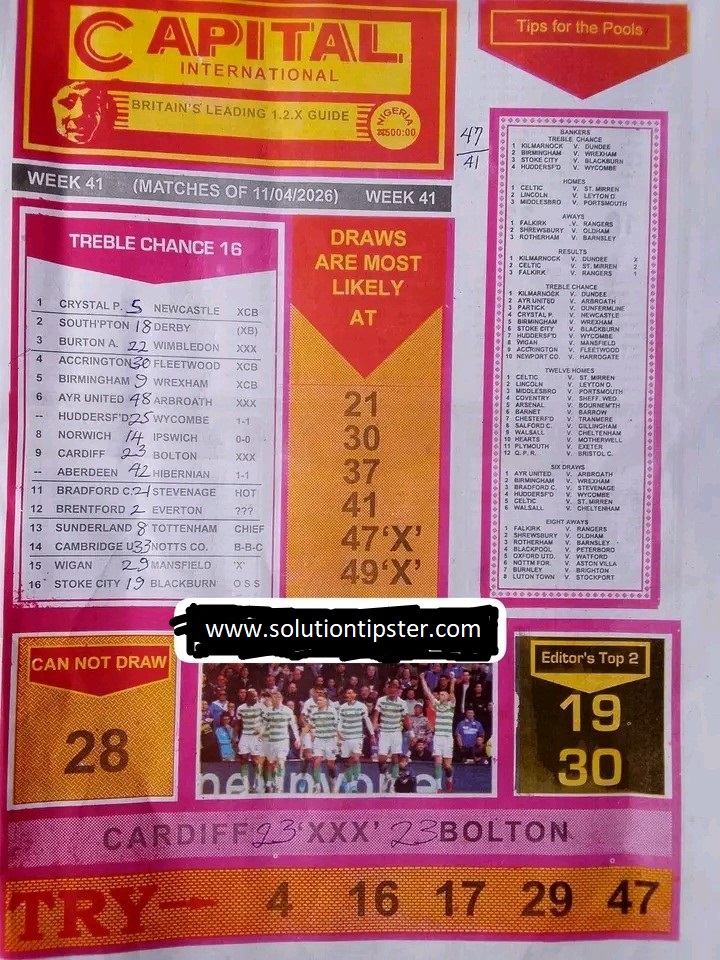 CAPITAL
INTERNATIONAL
BRITAIN'S LEADING 1.2.X GUIDE
NIGERIA
₦500:00
Tips for the Pools
WEEK 41 (MATCHES OF 11/04/2026) WEEK 41
47
41
TREBLE CHANCE 16
1 CRYSTAL P. 5 NEWCASTLE XCB
2 SOUTH'PTON 18 DERBY (XB)
3 BURTON A. 22 WIMBLEDON XXX
4 ACCRINGTON 30 FLEETWOOD XCB
5 BIRMINGHAM 9 WREXHAM XCB
6 AYR UNITED 48 ARBROATH XXX
-- HUDDERSF'D 25 WYCOMBE 1-1
8 NORWICH 14 IPSWICH 0-0
9 CARDIFF 23 BOLTON XXX
-- ABERDEEN 42 HIBERNIAN 1-1
11 BRADFORD C. 21 STEVENAGE HOT
12 BRENTFORD 2 EVERTON ???
13 SUNDERLAND 8 TOTTENHAM CHIEF
14 CAMBRIDGE U 33 NOTTS CO. B-B-C
15 WIGAN 29 MANSFIELD 'X'
16 STOKE CITY 19 BLACKBURN O S S
DRAWS
ARE MOST
LIKELY
AT
21
30
37
41
47 'X'
49 'X'
BANKERS
TREBLE CHANCE
1 KILMARNOCK V. DUNDEE
2 BIRMINGHAM V. WREXHAM
3 STOKE CITY V. BLACKBURN
4 HUDDERSF'D V. WYCOMBE
HOMES
1 CELTIC V. ST. MIRREN
2 LINCOLN V. LEYTON O.
3 MIDDLESBRO V. PORTSMOUTH
AWAYS
1 FALKIRK V. RANGERS
2 SHREWSBURY V. OLDHAM
3 ROTHERHAM V. BARNSLEY
RESULTS
1 KILMARNOCK V. DUNDEE X
2 CELTIC V. ST. MIRREN 2
3 FALKIRK V. RANGERS 1
TREBLE CHANCE
1 KILMARNOCK V. DUNDEE
2 AYR UNITED V. ARBROATH
3 PARTICK V. DUNFERMLINE
4 CRYSTAL P. V. NEWCASTLE
5 BIRMINGHAM V. WREXHAM
6 STOKE CITY V. BLACKBURN
7 HUDDERSF'D V. WYCOMBE
8 WIGAN V. MANSFIELD
9 ACCRINGTON V. FLEETWOOD
10 NEWPORT CO. V. HARROGATE
TWELVE HOMES
1 CELTIC V. ST. MIRREN
2 LINCOLN V. LEYTON O.
3 MIDDLESBRO V. PORTSMOUTH
4 COVENTRY V. SHEFF. WED.
5 ARSENAL V. BOURNEM'TH
6 BARNET V. BARROW
7 CHESTERF'D V. TRANMERE
8 SALFORD C. V. GILLINGHAM
9 WALSALL V. CHELTENHAM
10 HEARTS V. MOTHERWELL
11 PLYMOUTH V. EXETER
12 Q.P.R. V. BRISTOL C.
SIX DRAWS
1 AYR UNITED V. ARBROATH
2 BIRMINGHAM V. WREXHAM
3 BRADFORD C. V. STEVENAGE
4 HUDDERSF'D V. WYCOMBE
5 CELTIC V. ST. MIRREN
6 WALSALL V. CHELTENHAM
EIGHT AWAYS
1 FALKIRK V. RANGERS
2 SHREWSBURY V. OLDHAM
3 ROTHERHAM V. BARNSLEY
4 BLACKPOOL V. PETERBORO
5 OXFORD UTD. V. WATFORD
6 NOTTM FOR. V. ASTON VILLA
7 BURNLEY V. BRIGHTON
8 LUTON TOWN V. STOCKPORT
www.solutiontipster.com
CAN NOT DRAW
28
Editor's Top 2
19
30
CARDIFF 23 'XXX' 23 BOLTON
TRY 4 16 17 29 47